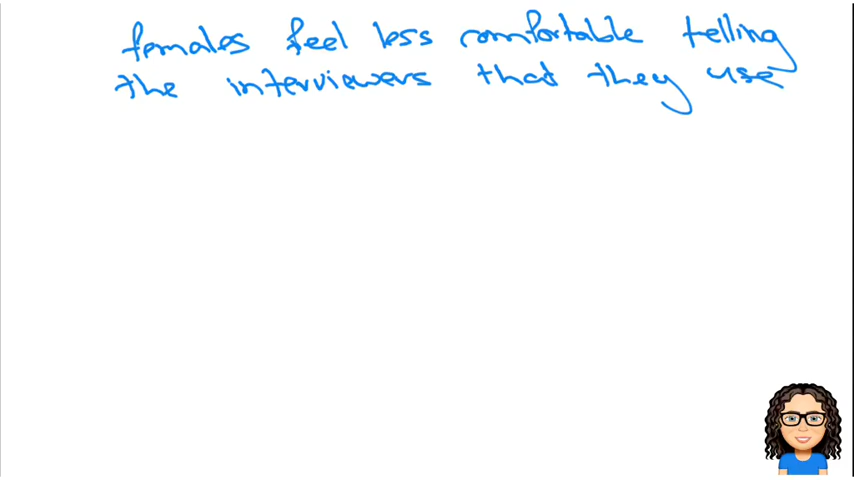 females feel less comfortable telling
the interviewers that they use